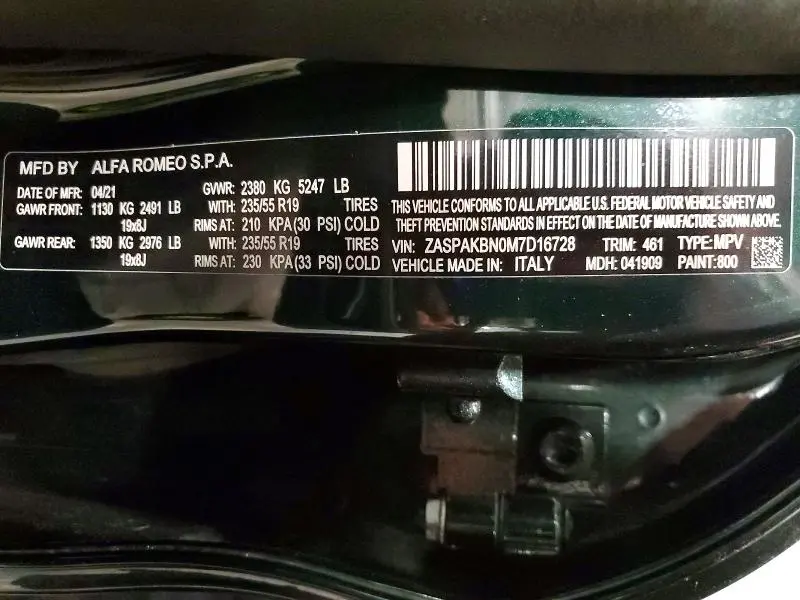 MFD BY ALFA ROMEO S.P.A.
DATE OF MFR: 04/21 GVWR: 2380 KG 5247 LB
GAWR FRONT: 1130 KG 2491 LB WITH: 235/55 R19 TIRES
19x8J RIMS AT: 210 KPA(30 PSI) COLD
GAWR REAR: 1350 KG 2976 LB WITH: 235/55 R19 TIRES
19x8J RIMS AT: 230 KPA(33 PSI) COLD
THIS VEHICLE CONFORMS TO ALL APPLICABLE U.S. FEDERAL MOTOR VEHICLE SAFETY AND
THEFT PREVENTION STANDARDS IN EFFECT ON THE DATE OF MANUFACTURE SHOWN ABOVE.
VIN: ZASPAKBN0M7D16728 TRIM: 461 TYPE: MPV
VEHICLE MADE IN: ITALY MDH: 041909 PAINT: 800